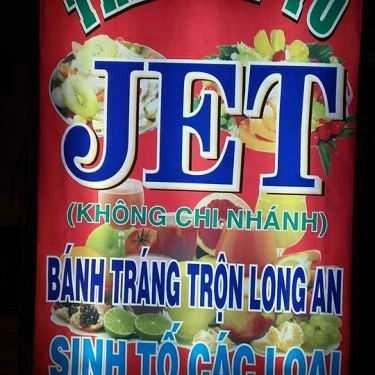 JET
(KHÔNG CHI NHÁNH)
BÁNH TRÁNG TRỘN LONG AN
SINH TỐ CÁC LOẠI